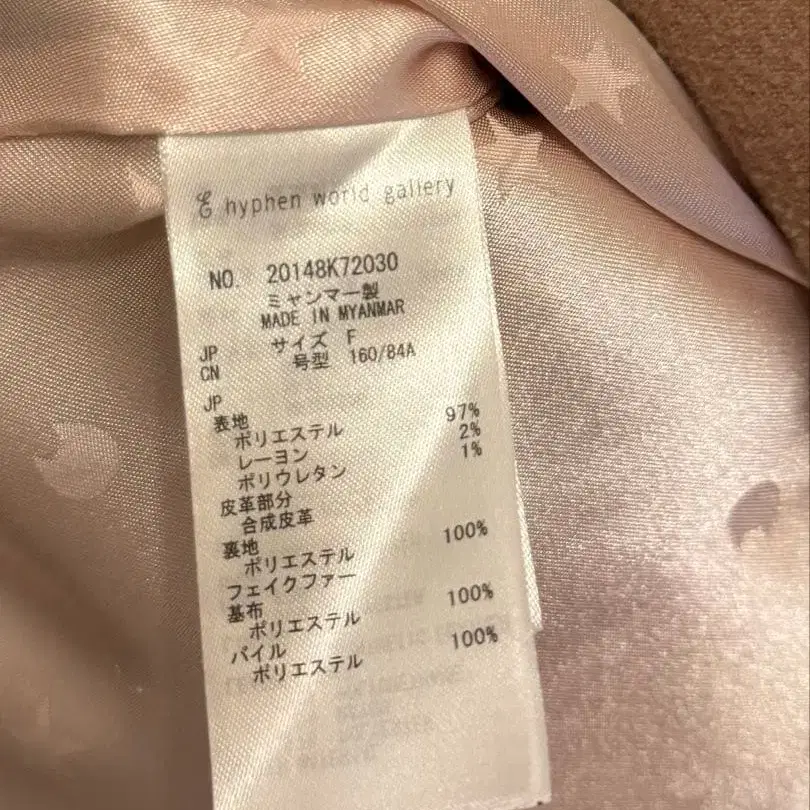 E hyphen world gallery
NO. 20148K72030
ミャンマー製
MADE IN MYANMAR
JP サイズ F
CN 号型 160/84A
JP
表地
ポリエステル 97%
レーヨン 2%
ポリウレタン 1%
皮革部分
合成皮革
裏地
ポリエステル 100%
フェイクファー
基布
ポリエステル 100%
パイル
ポリエステル 100%